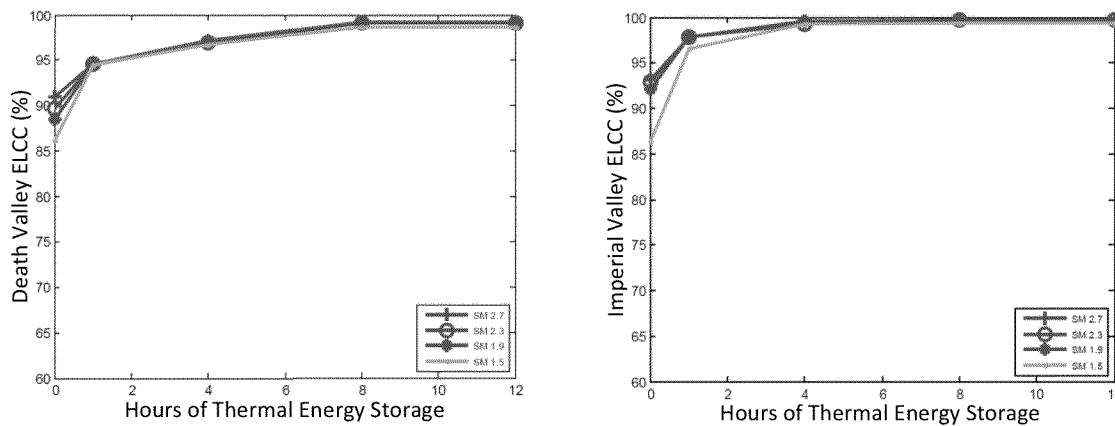 100
95
90
85
80
75
70
65
60
Death Valley ELCC (%)
0 2 4 6 8 10 12
Hours of Thermal Energy Storage
SM 2.7
SM 2.3
SM 1.9
SM 1.5
100
95
90
85
80
75
70
65
60
Imperial Valley ELCC (%)
0 2 4 6 8 10 1
Hours of Thermal Energy Storage
SM 2.7
SM 2.3
SM 1.9
SM 1.5